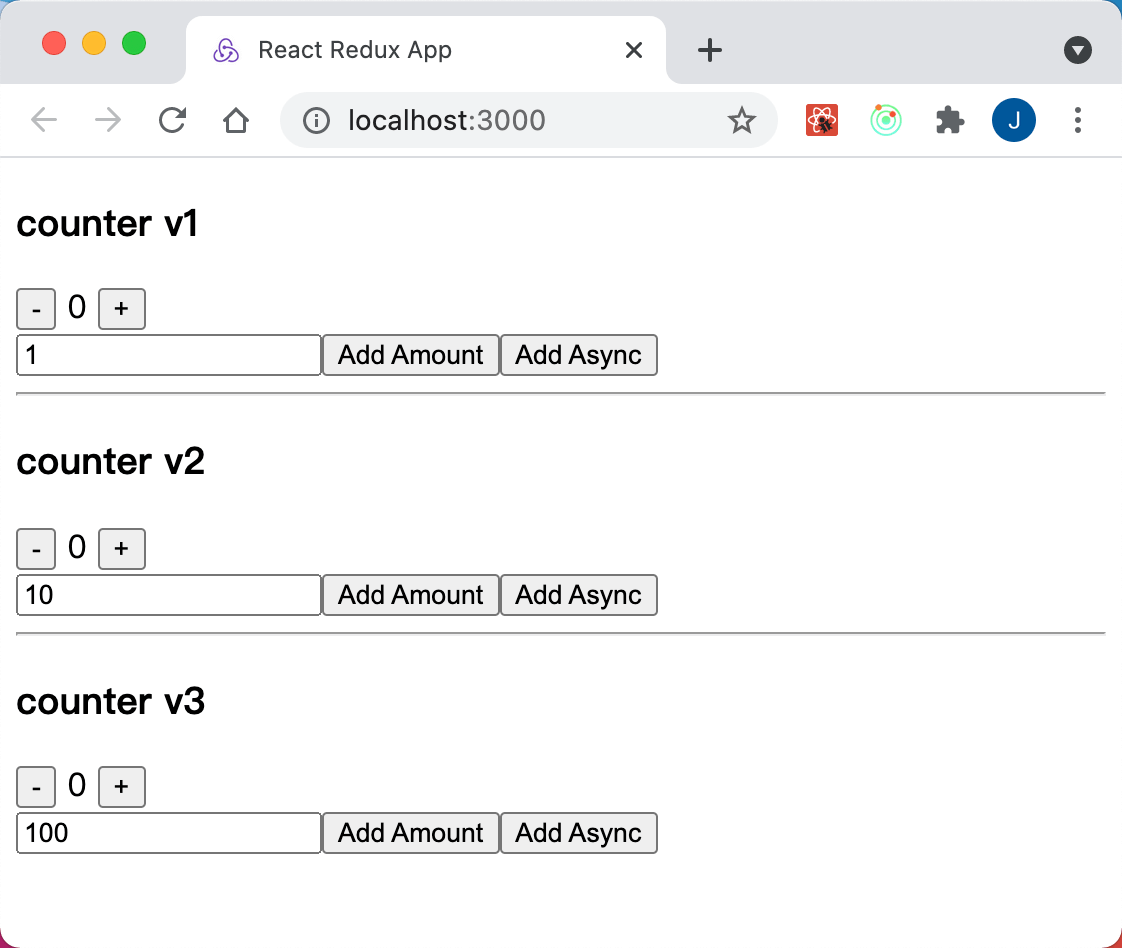 React Redux App
localhost:3000
J
counter v1
- 0 +
1 Add Amount Add Async
counter v2
- 0 +
10 Add Amount Add Async
counter v3
- 0 +
100 Add Amount Add Async